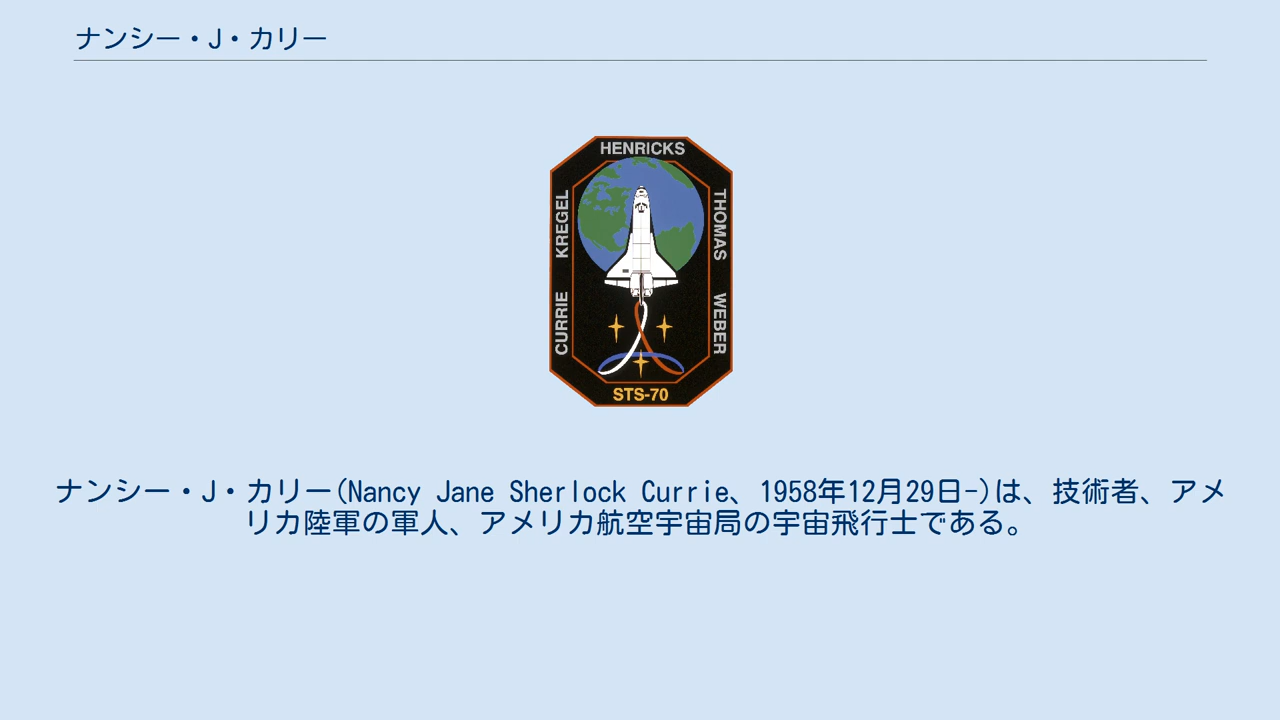 ナンシー・J・カリー
HENRICKS
KREGEL
THOMAS
CURRIE
WEBER
STS-70
ナンシー・J・カリー(Nancy Jane Sherlock Currie、1958年12月29日-)は、技術者、アメ
リカ陸軍の軍人、アメリカ航空宇宙局の宇宙飛行士である。